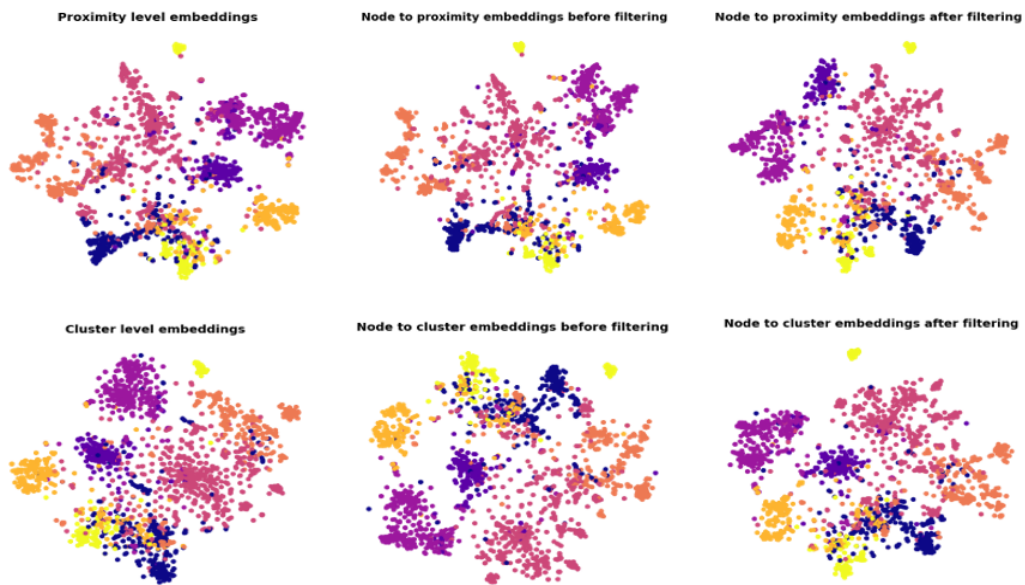 Proximity level embeddings
Node to proximity embeddings before filtering
Node to proximity embeddings after filtering
Cluster level embeddings
Node to cluster embeddings before filtering
Node to cluster embeddings after filtering